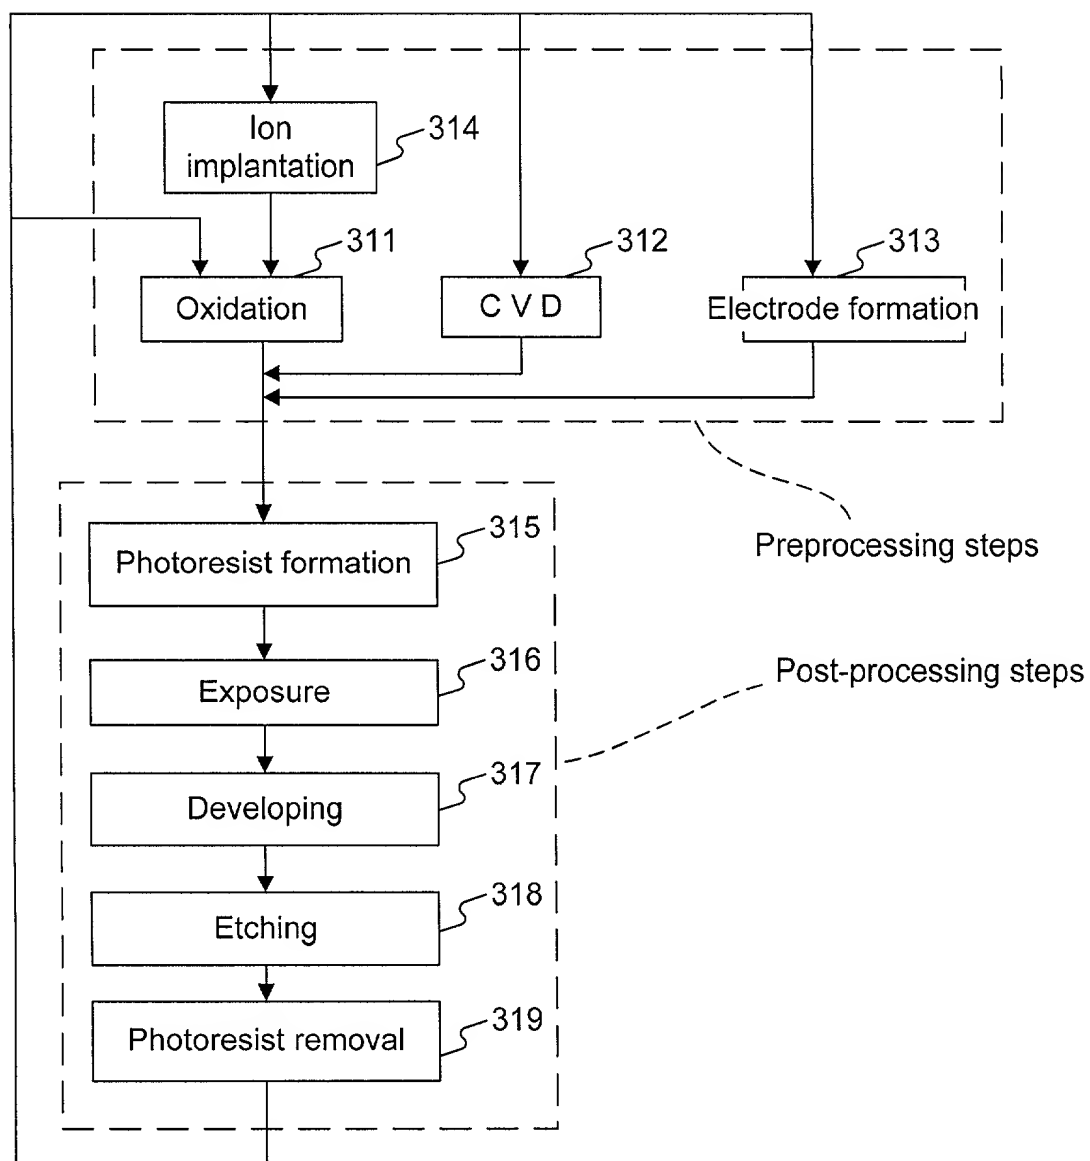 Ion
implantation
314
311
312
313
Oxidation
C V D
Electrode formation
315
Photoresist formation
Preprocessing steps
316
Exposure
Post-processing steps
317
Developing
318
Etching
319
Photoresist removal